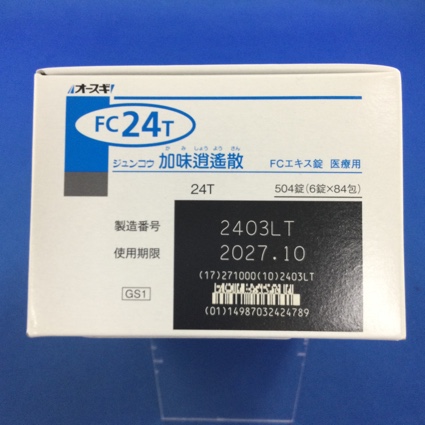 オースギ
FC24T
か み しょう よう さん
ジュンコウ 加味逍遙散 FCエキス錠 医療用
24T 504錠(6錠×84包)
製造番号 2403LT
使用期限 2027.10
(17)271000(10)2403LT
GS1
(01)14987032424789